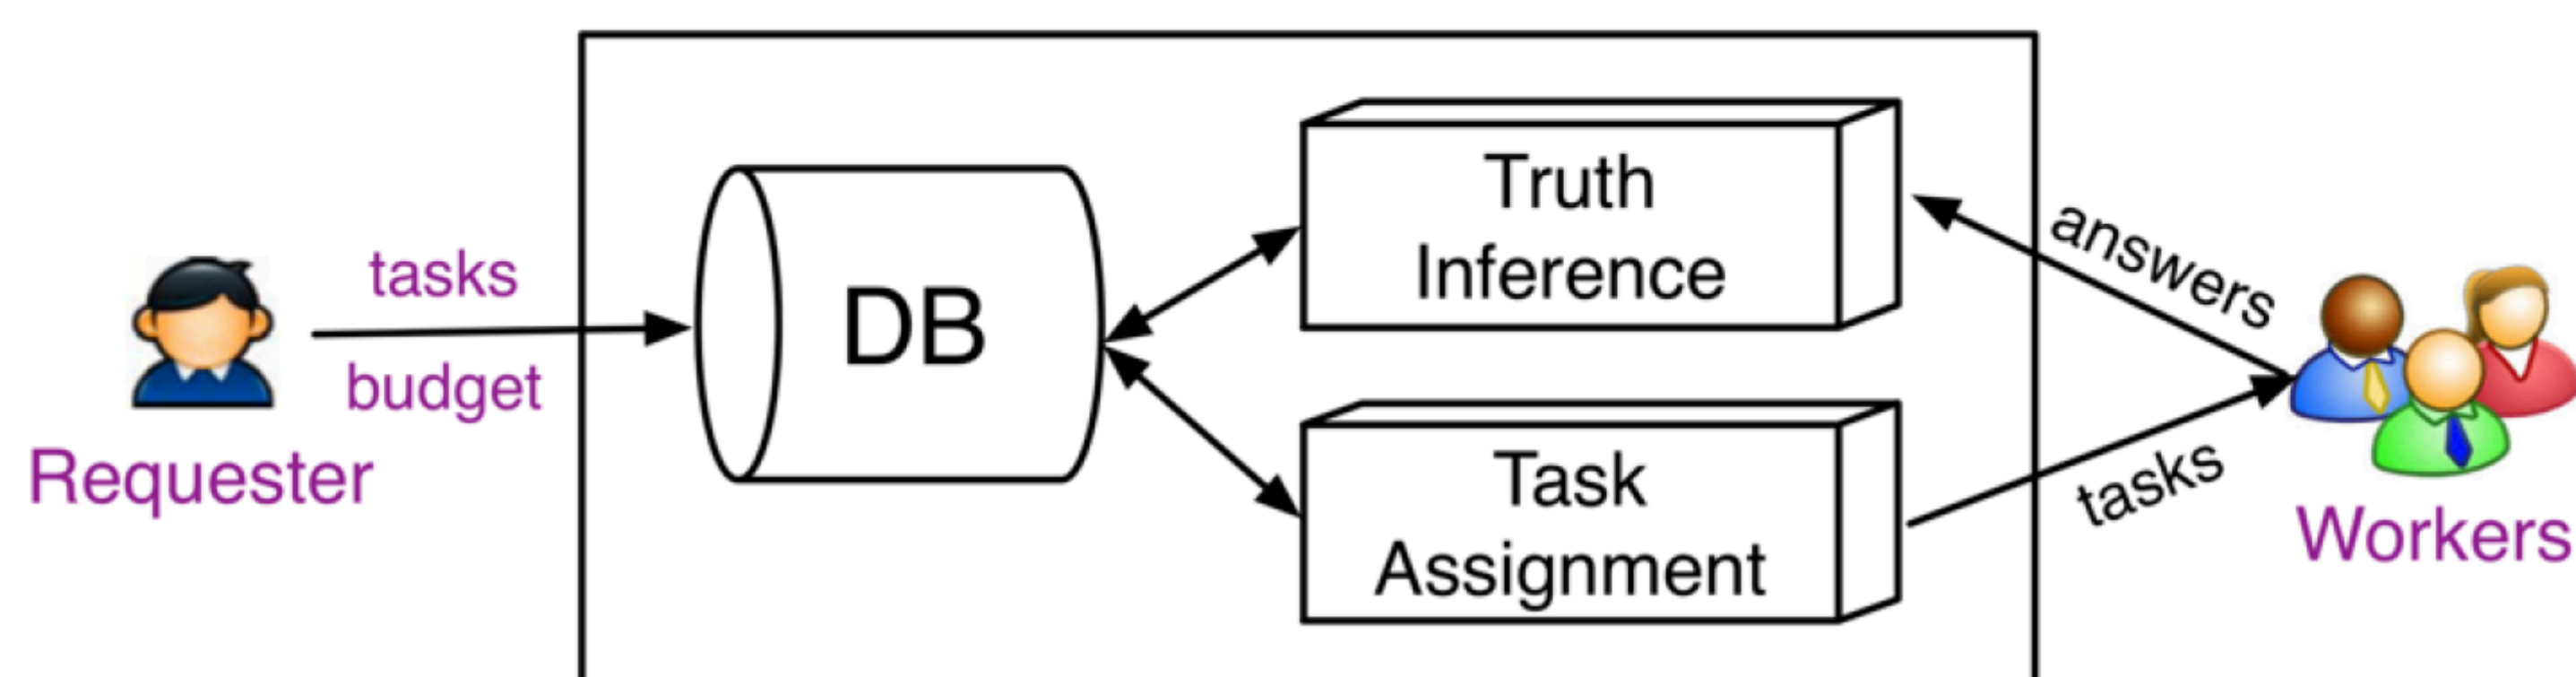 tasks
budget
Requester
DB
Truth
Inference
Task
Assignment
answers
tasks
Workers